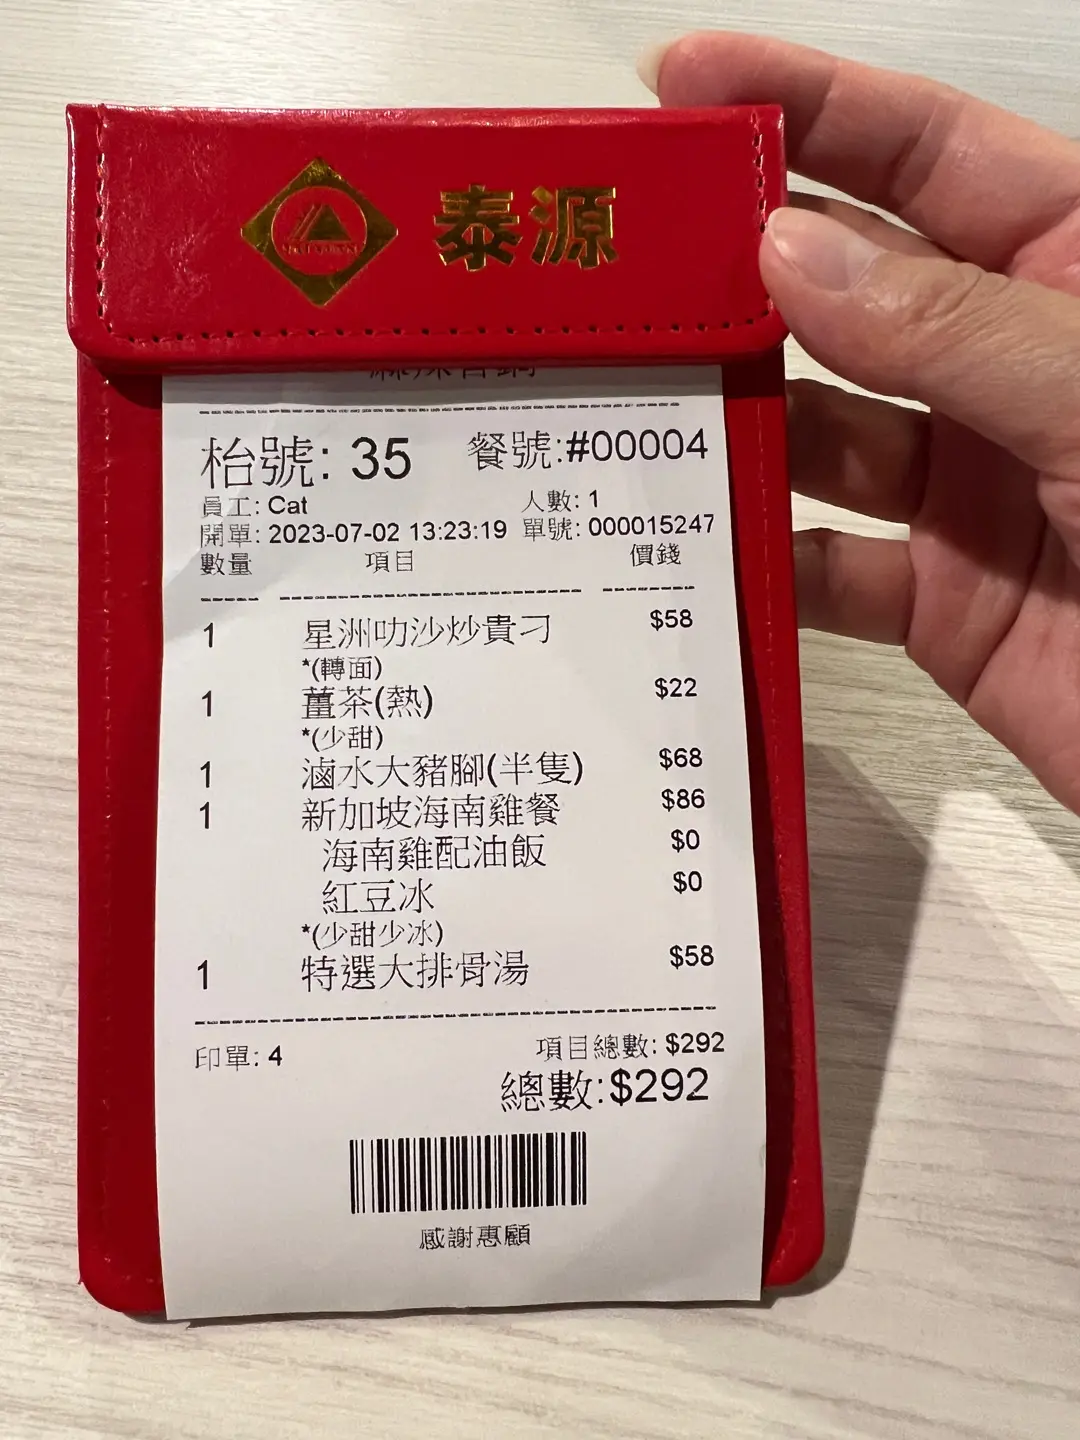 泰源
枱號: 35 餐號:#00004
員工: Cat 人數: 1
開單: 2023-07-02 13:23:19 單號: 000015247
數量 項目 價錢
1 星洲叻沙炒貴刁 $58
*(轉面)
1 薑茶(熱) $22
*(少甜)
1 滷水大豬腳(半隻) $68
1 新加坡海南雞餐 $86
海南雞配油飯 $0
紅豆冰 $0
*(少甜少冰)
1 特選大排骨湯 $58
印單: 4 項目總數: $292
總數:$292
感謝惠顧